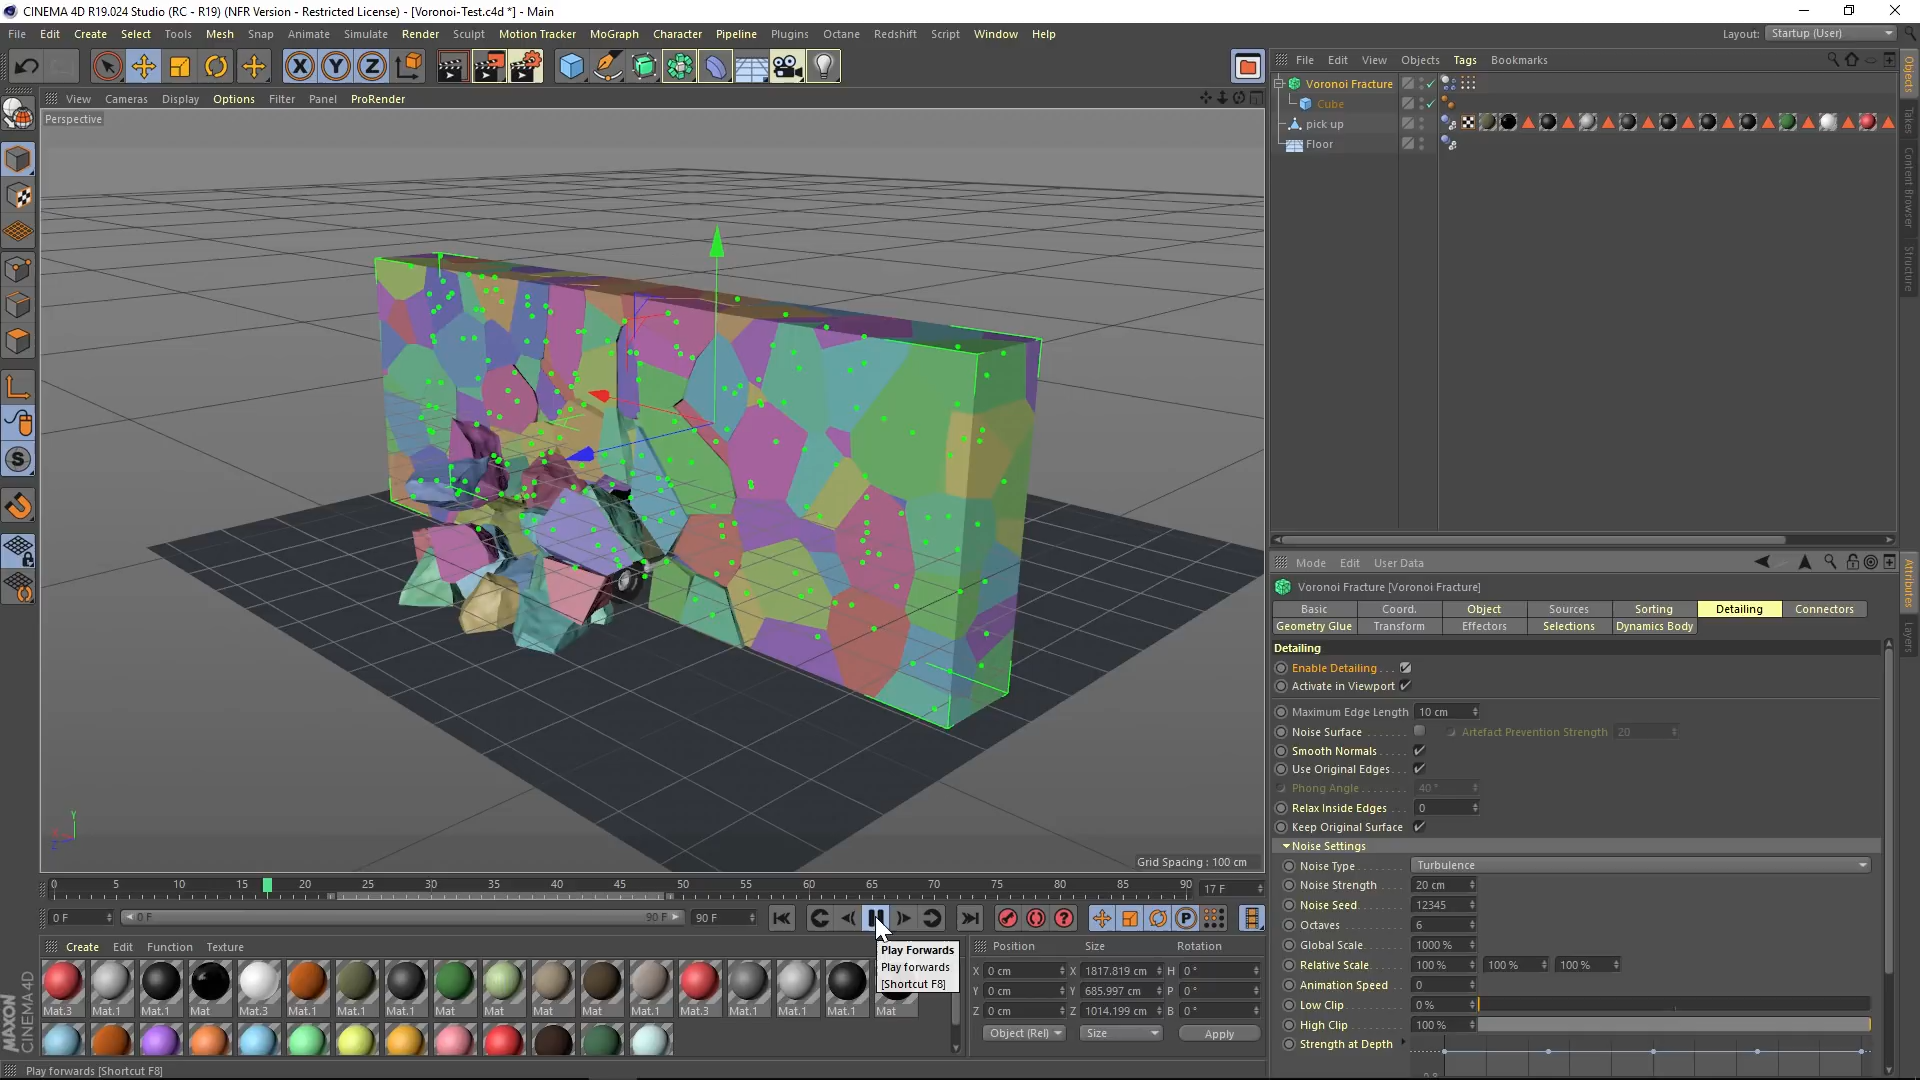 CINEMA 4D R19.024 Studio (RC - R19) (NFR Version - Restricted License) - [Voronoi-Test.c4d *] - Main
File Edit Create Select Tools Mesh Snap Animate Simulate Render Sculpt Motion Tracker MoGraph Character Pipeline Plugins Octane Redshift Script Window Help
Layout: Startup (User)
X Y Z
File Edit View Objects Tags Bookmarks
View Cameras Display Options Filter Panel ProRender
Perspective
Voronoi Fracture
Cube
pick up
Floor
Objects
Takes
Content Browser
Structure
Mode Edit User Data
Voronoi Fracture [Voronoi Fracture]
Basic Coord. Object Sources Sorting Detailing Connectors
Geometry Glue Transform Effectors Selections Dynamics Body
Attributes
Layers
Detailing
Enable Detailing . . .
Activate in Viewport
Maximum Edge Length 10 cm
Noise Surface . . . . . . . Artefact Prevention Strength 20
Smooth Normals. . . . .
Use Original Edges. . .
Phong Angle. . . . . . . . 40 °
Relax Inside Edges . . 0
Keep Original Surface
Noise Settings
Noise Type . . . . Turbulence
Noise Strength 20 cm
Noise Seed. . . . 12345
Octaves . . . . . . 6
Global Scale. . . 1000 %
Relative Scale. . 100 % 100 % 100 %
Animation Speed 0
Low Clip. . . . . . 0 %
High Clip . . . . . 100 %
Strength at Depth
Y
Grid Spacing : 100 cm
0 5 10 15 20 25 30 35 40 45 50 55 60 65 70 75 80 85 90 17 F
0 F 0 F 90 F 90 F
P
Create Edit Function Texture
Play Forwards
Play forwards
[Shortcut F8]
Mat.3 Mat.1 Mat.1 Mat Mat.3 Mat Mat.1 Mat Mat Mat Mat Mat Mat.1 Mat Mat.1 Mat.1 Mat.1 Mat
Position Size Rotation
X 0 cm X 1817.819 cm H 0 °
Y 0 cm Y 685.997 cm P 0 °
Z 0 cm Z 1014.199 cm B 0 °
Object (Rel) Size Apply
MAXON
CINEMA 4D
Play forwards [Shortcut F8]